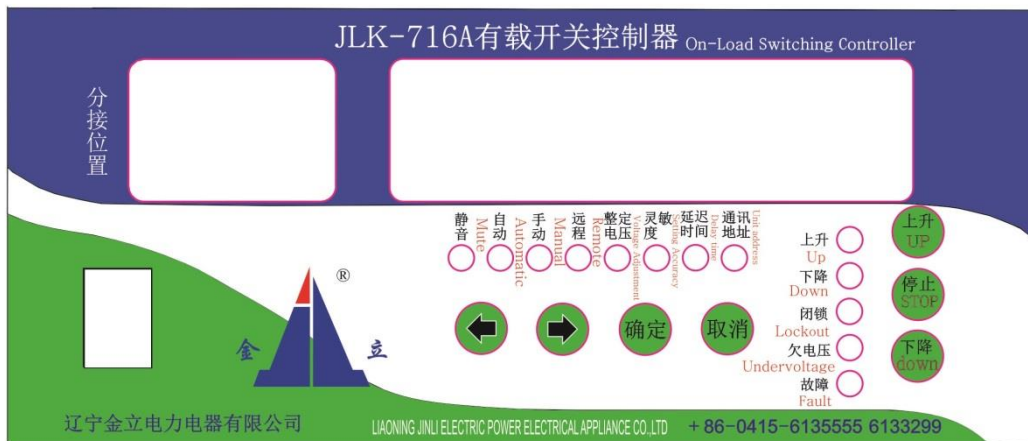 JLK-716A有载开关控制器 On-Load Switching Controller
分接位置
静音
Mute
自动
Automatic
手动
Manual
远程
Remote
整定电压
Voltage Adjustment
灵敏度
Setting Accuracy
延迟时间
Delay time
通讯地址
Unit address
上升
Up
下降
Down
闭锁
Lockout
欠电压
Undervoltage
故障
Fault
上升
UP
停止
STOP
下降
down
确定
取消
®
金 立
辽宁金立电力电器有限公司
LIAONING JINLI ELECTRIC POWER ELECTRICAL APPLIANCE CO.,LTD
+86-0415-6135555 6133299